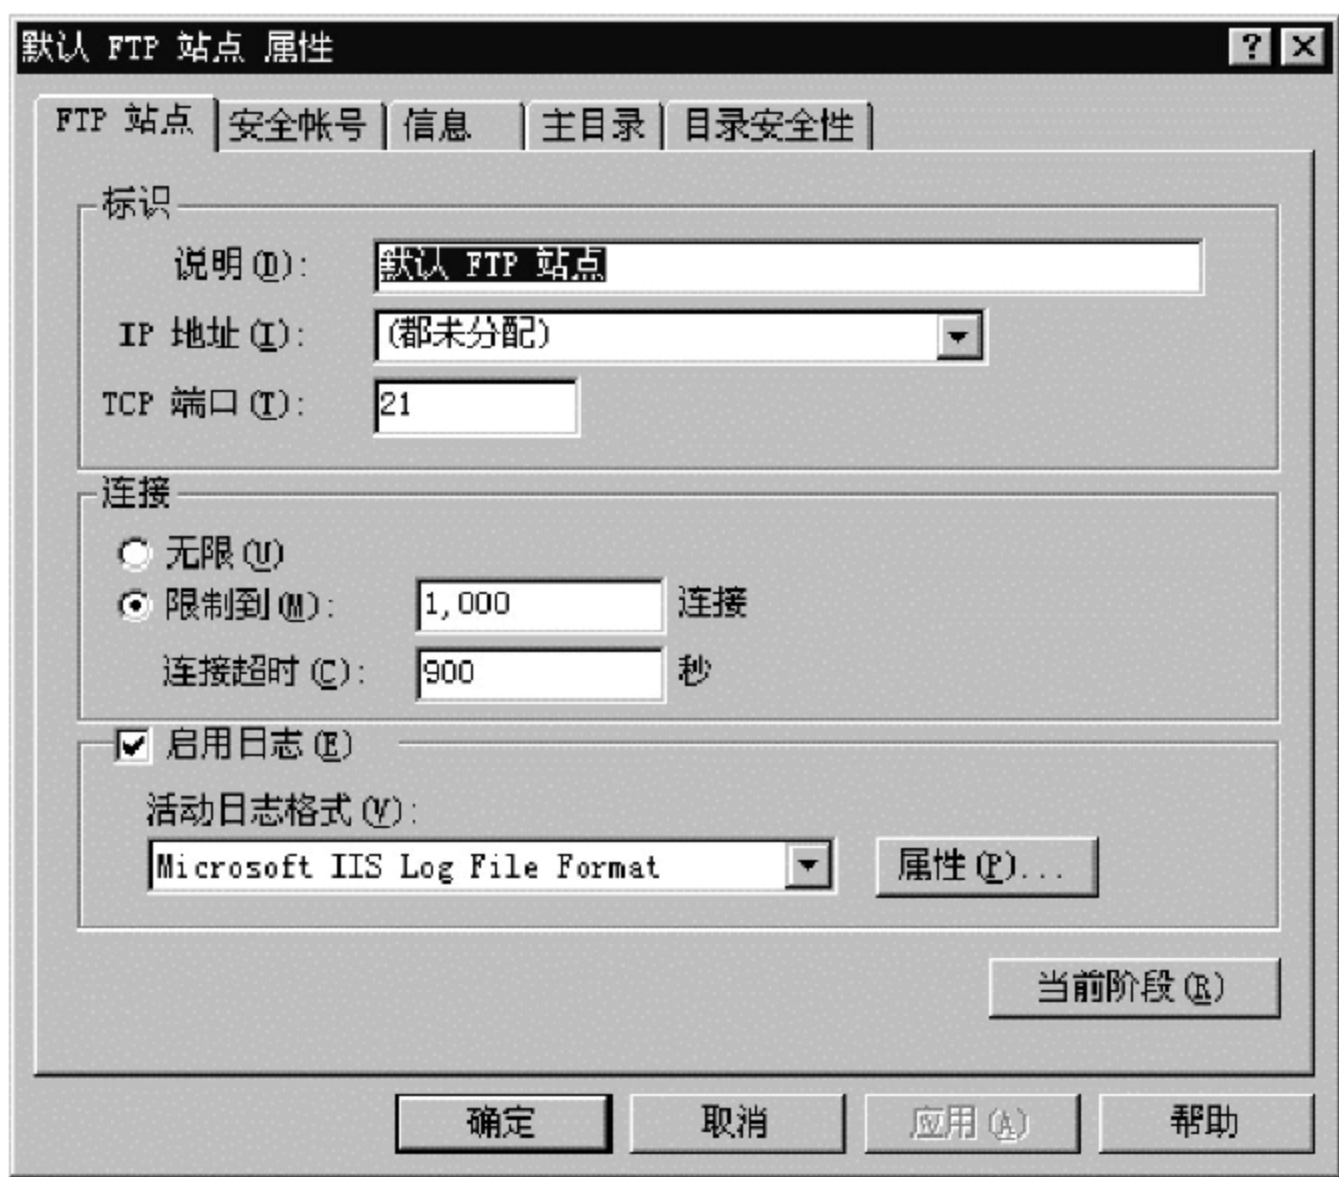 默认 FTP 站点 属性
FTP 站点 安全帐号 信息 主目录 目录安全性
标识
说明(D): 默认 FTP 站点
IP 地址(I): (都未分配)
TCP 端口(T): 21
连接
无限(U)
限制到(M): 1,000 连接
连接超时(C): 900 秒
启用日志(E)
活动日志格式(V):
Microsoft IIS Log File Format 属性(P)...
当前阶段(R)
确定 取消 应用(A) 帮助